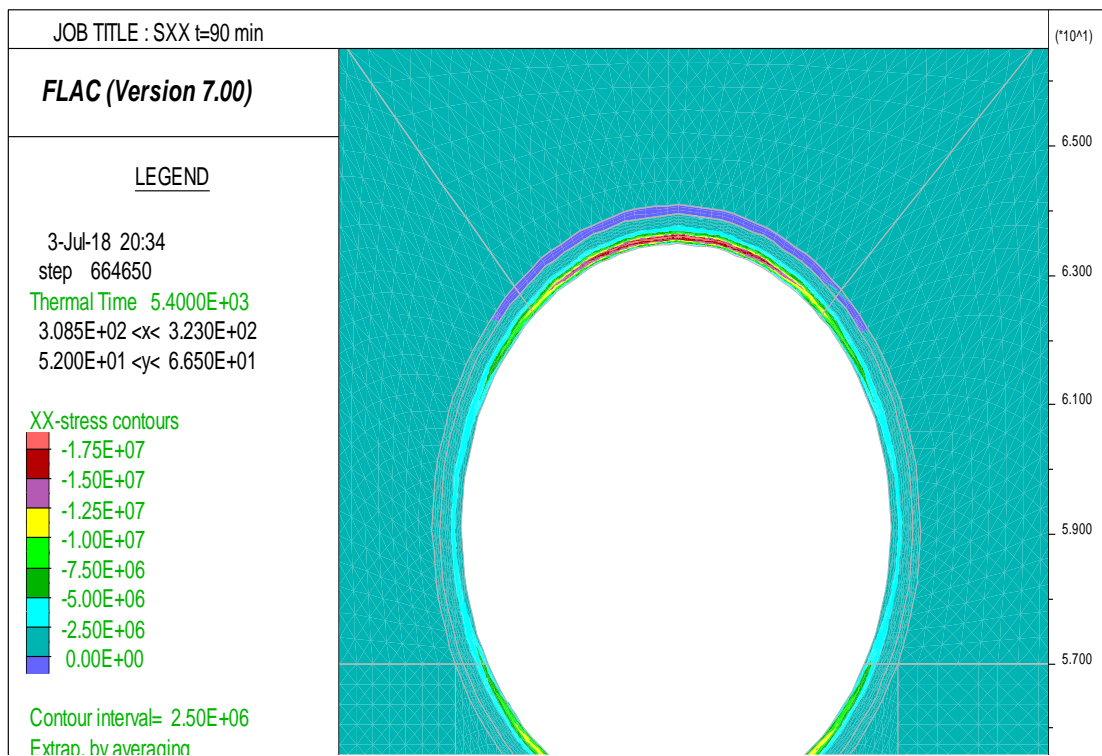 JOB TITLE : SXX t=90 min
(*10^1)
FLAC (Version 7.00)
LEGEND
3-Jul-18 20:34
step 664650
Thermal Time 5.4000E+03
3.085E+02 <x< 3.230E+02
5.200E+01 <y< 6.650E+01
XX-stress contours
-1.75E+07
-1.50E+07
-1.25E+07
-1.00E+07
-7.50E+06
-5.00E+06
-2.50E+06
0.00E+00
Contour interval= 2.50E+06
Extrap. by averaging
6.500
6.300
6.100
5.900
5.700